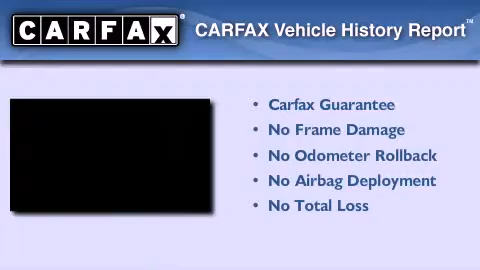 CARFAX® CARFAX Vehicle History Report™
• Carfax Guarantee
• No Frame Damage
• No Odometer Rollback
• No Airbag Deployment
• No Total Loss